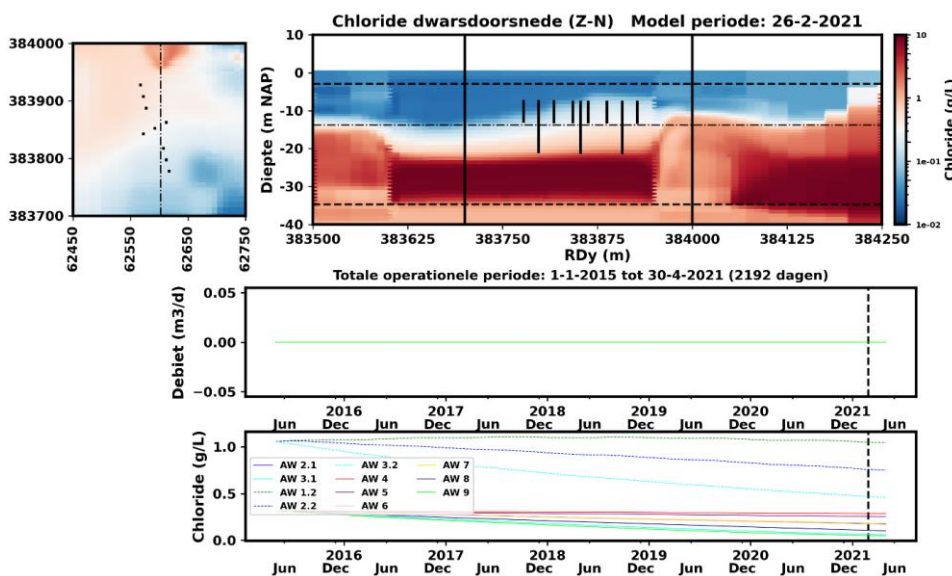 Chloride dwarsdoorsnede (Z-N) Model periode: 26-2-2021
384000
383900
383800
383700
62450
62550
62650
62750
Diepte (m NAP)
10
0
-10
-20
-30
-40
383500 383625 383750 383875 384000 384125 384250
RDy (m)
10
1
1e-01
1e-02
Chloride (g/L)
Totale operationele periode: 1-1-2015 tot 30-4-2021 (2192 dagen)
Debiet (m3/d)
0.05
0.00
−0.05
2016 2017 2018 2019 2020 2021
Jun Dec Jun Dec Jun Dec Jun Dec Jun Dec Jun Dec Jun
Chloride (g/L)
1.0
0.5
0.0
AW 2.1 AW 3.2 AW 7
AW 3.1 AW 4 AW 8
AW 1.2 AW 5 AW 9
AW 2.2 AW 6
2016 2017 2018 2019 2020 2021
Jun Dec Jun Dec Jun Dec Jun Dec Jun Dec Jun Dec Jun